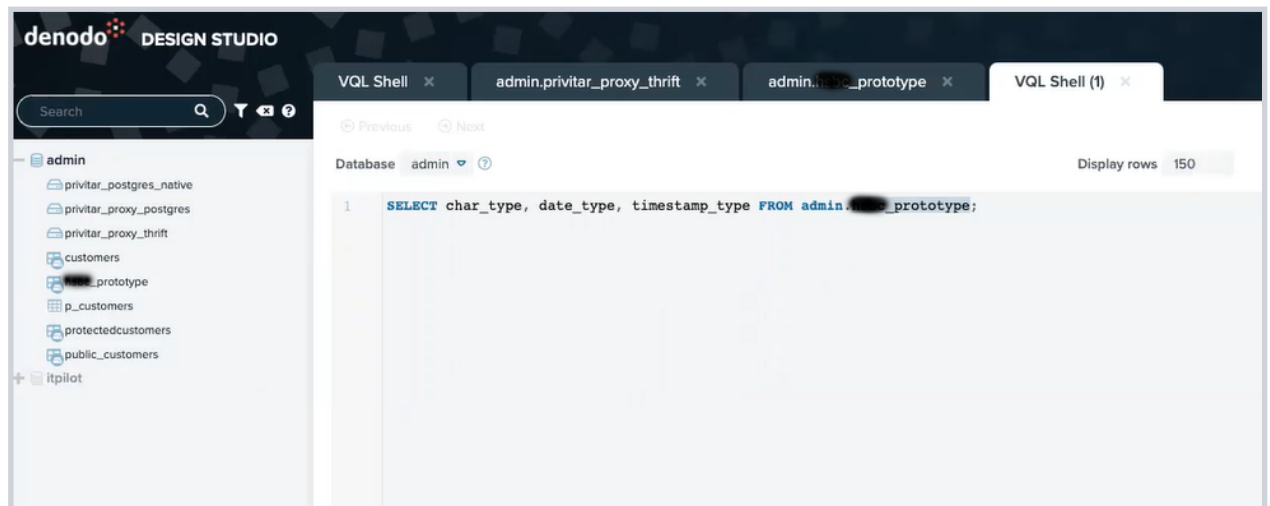 denodo DESIGN STUDIO
VQL Shell × admin.privitar_proxy_thrift × admin. _prototype × VQL Shell (1) ×
Search
Previous Next
Database admin Display rows 150
admin
privitar_postgres_native
privitar_proxy_postgres
privitar_proxy_thrift
customers
_prototype
p_customers
protectedcustomers
public_customers
itpilot
1 SELECT char_type, date_type, timestamp_type FROM admin. _prototype;